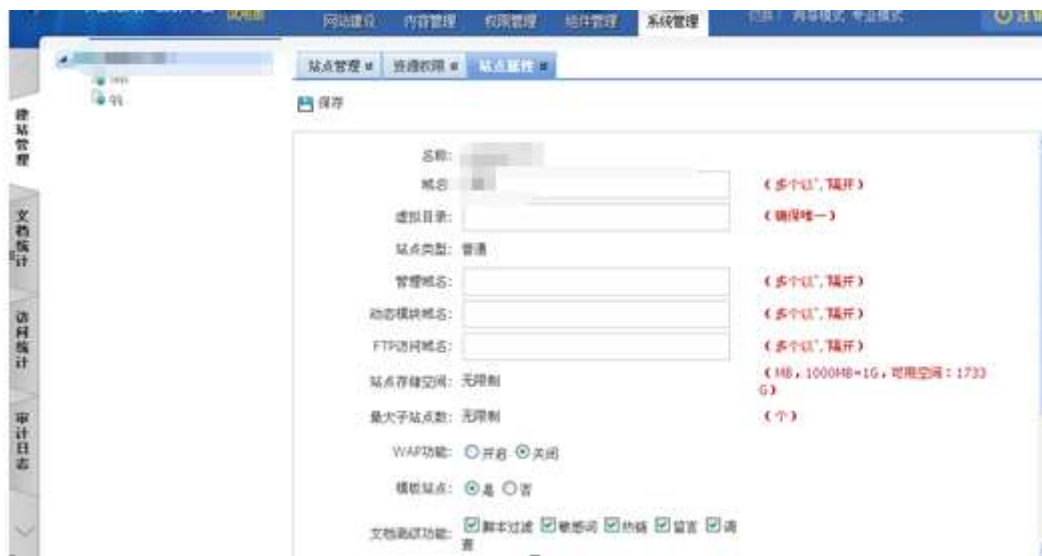 试用版
网站建设 内容管理 权限管理 组件管理 系统管理
qq
站点管理 资源权限 站点属性
保存
建站管理
文档统计
访问统计
审计日志
名称:
域名
(多个以","隔开)
虚拟目录:
(确保唯一)
站点类型: 普通
管理域名:
(多个以","隔开)
动态模块域名:
(多个以","隔开)
FTP访问域名:
(多个以","隔开)
站点存储空间: 无限制
(MB,1000MB=1G,可用空间:1733
G)
最大子站点数: 无限制
(个)
WAP功能: 开启 关闭
模板站点: 是 否
脚本过滤 敏感词 热链 留言 调
查